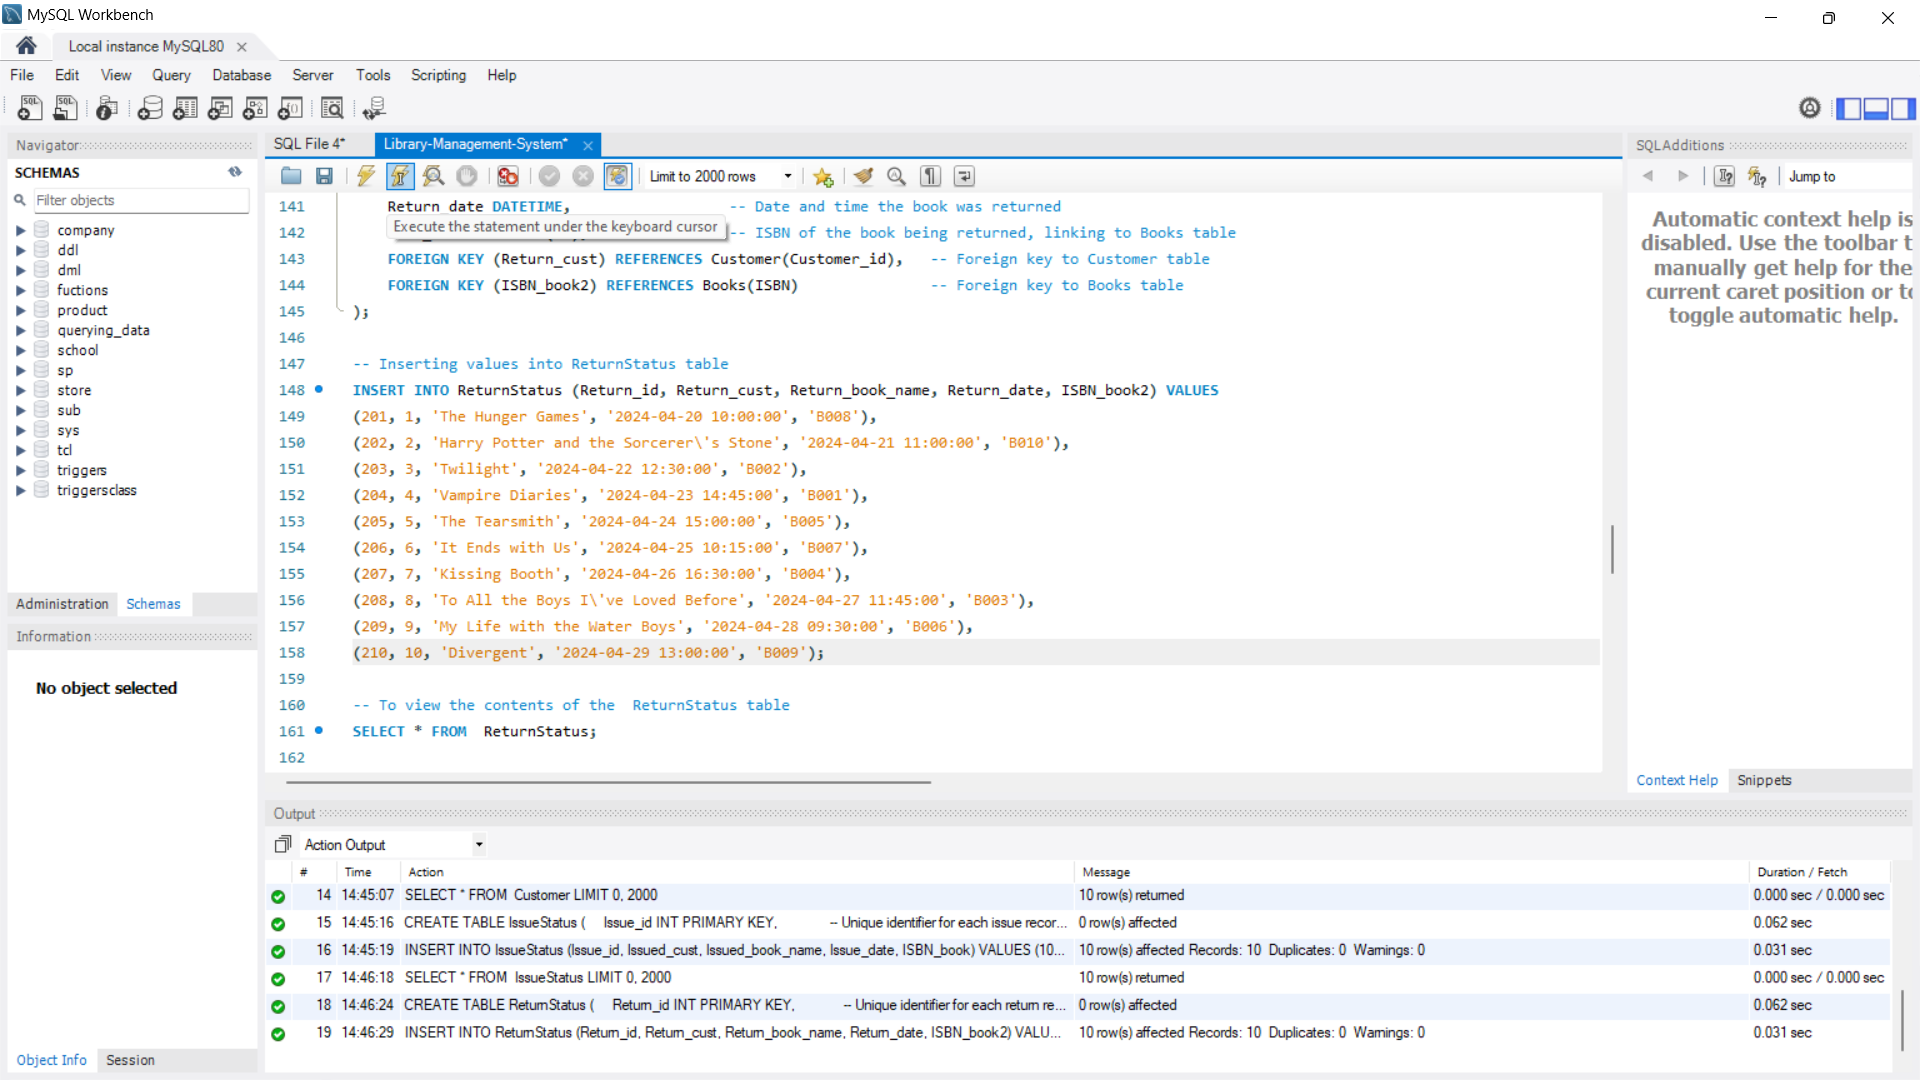 MySQL Workbench
Local instance MySQL80
File Edit View Query Database Server Tools Scripting Help
Navigator
SCHEMAS
Filter objects
company
ddl
dml
fuctions
product
querying_data
school
sp
store
sub
sys
tcl
triggers
triggersclass
Administration Schemas
Information
No object selected
Object Info Session
SQL File 4* Library-Management-System*
Limit to 2000 rows
141 Return_date DATETIME, -- Date and time the book was returned
Execute the statement under the keyboard cursor
142 -- ISBN of the book being returned, linking to Books table
143 FOREIGN KEY (Return_cust) REFERENCES Customer(Customer_id), -- Foreign key to Customer table
144 FOREIGN KEY (ISBN_book2) REFERENCES Books(ISBN) -- Foreign key to Books table
145 );
146
147 -- Inserting values into ReturnStatus table
148 INSERT INTO ReturnStatus (Return_id, Return_cust, Return_book_name, Return_date, ISBN_book2) VALUES
149 (201, 1, 'The Hunger Games', '2024-04-20 10:00:00', 'B008'),
150 (202, 2, 'Harry Potter and the Sorcerer\'s Stone', '2024-04-21 11:00:00', 'B010'),
151 (203, 3, 'Twilight', '2024-04-22 12:30:00', 'B002'),
152 (204, 4, 'Vampire Diaries', '2024-04-23 14:45:00', 'B001'),
153 (205, 5, 'The Tearsmith', '2024-04-24 15:00:00', 'B005'),
154 (206, 6, 'It Ends with Us', '2024-04-25 10:15:00', 'B007'),
155 (207, 7, 'Kissing Booth', '2024-04-26 16:30:00', 'B004'),
156 (208, 8, 'To All the Boys I\'ve Loved Before', '2024-04-27 11:45:00', 'B003'),
157 (209, 9, 'My Life with the Water Boys', '2024-04-28 09:30:00', 'B006'),
158 (210, 10, 'Divergent', '2024-04-29 13:00:00', 'B009');
159
160 -- To view the contents of the  ReturnStatus table
161 SELECT * FROM  ReturnStatus;
162
SQLAdditions
Jump to
Automatic context help is
disabled. Use the toolbar t
manually get help for the
current caret position or to
toggle automatic help.
Context Help Snippets
Output
Action Output
# Time Action Message Duration / Fetch
14 14:45:07 SELECT * FROM  Customer LIMIT 0, 2000 10 row(s) returned 0.000 sec / 0.000 sec
15 14:45:16 CREATE TABLE IssueStatus ( Issue_id INT PRIMARY KEY, -- Unique identifier for each issue recor... 0 row(s) affected 0.062 sec
16 14:45:19 INSERT INTO IssueStatus (Issue_id, Issued_cust, Issued_book_name, Issue_date, ISBN_book) VALUES (10... 10 row(s) affected Records: 10  Duplicates: 0  Warnings: 0 0.031 sec
17 14:46:18 SELECT * FROM  IssueStatus LIMIT 0, 2000 10 row(s) returned 0.000 sec / 0.000 sec
18 14:46:24 CREATE TABLE ReturnStatus ( Return_id INT PRIMARY KEY, -- Unique identifier for each return re... 0 row(s) affected 0.062 sec
19 14:46:29 INSERT INTO ReturnStatus (Return_id, Return_cust, Return_book_name, Return_date, ISBN_book2) VALU... 10 row(s) affected Records: 10  Duplicates: 0  Warnings: 0 0.031 sec